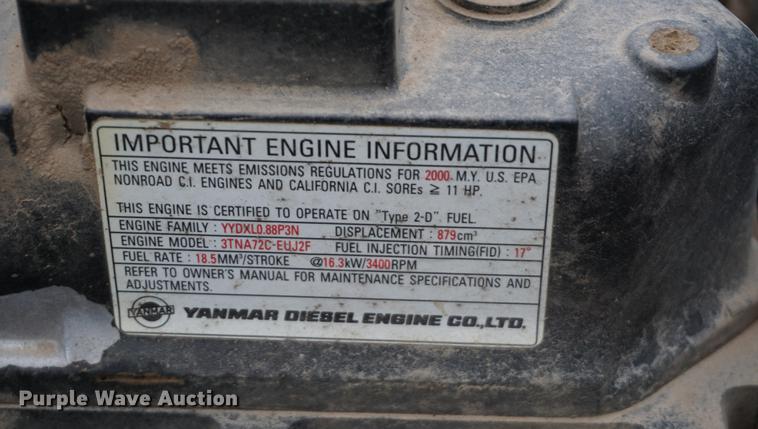 IMPORTANT ENGINE INFORMATION
THIS ENGINE MEETS EMISSIONS REGULATIONS FOR 2000 M.Y. U.S. EPA
NONROAD C.I. ENGINES AND CALIFORNIA C.I. SOREs ≥ 11 HP.
THIS ENGINE IS CERTIFIED TO OPERATE ON "Type 2-D" FUEL.
ENGINE FAMILY : YYDXL0.88P3N DISPLACEMENT : 879cm³
ENGINE MODEL : 3TNA72C-EUJ2F FUEL INJECTION TIMING(FID) : 17°
FUEL RATE : 18.5MM³/STROKE @16.3kW/3400RPM
REFER TO OWNER'S MANUAL FOR MAINTENANCE SPECIFICATIONS AND
ADJUSTMENTS.
YANMAR YANMAR DIESEL ENGINE CO.,LTD.
Purple Wave Auction